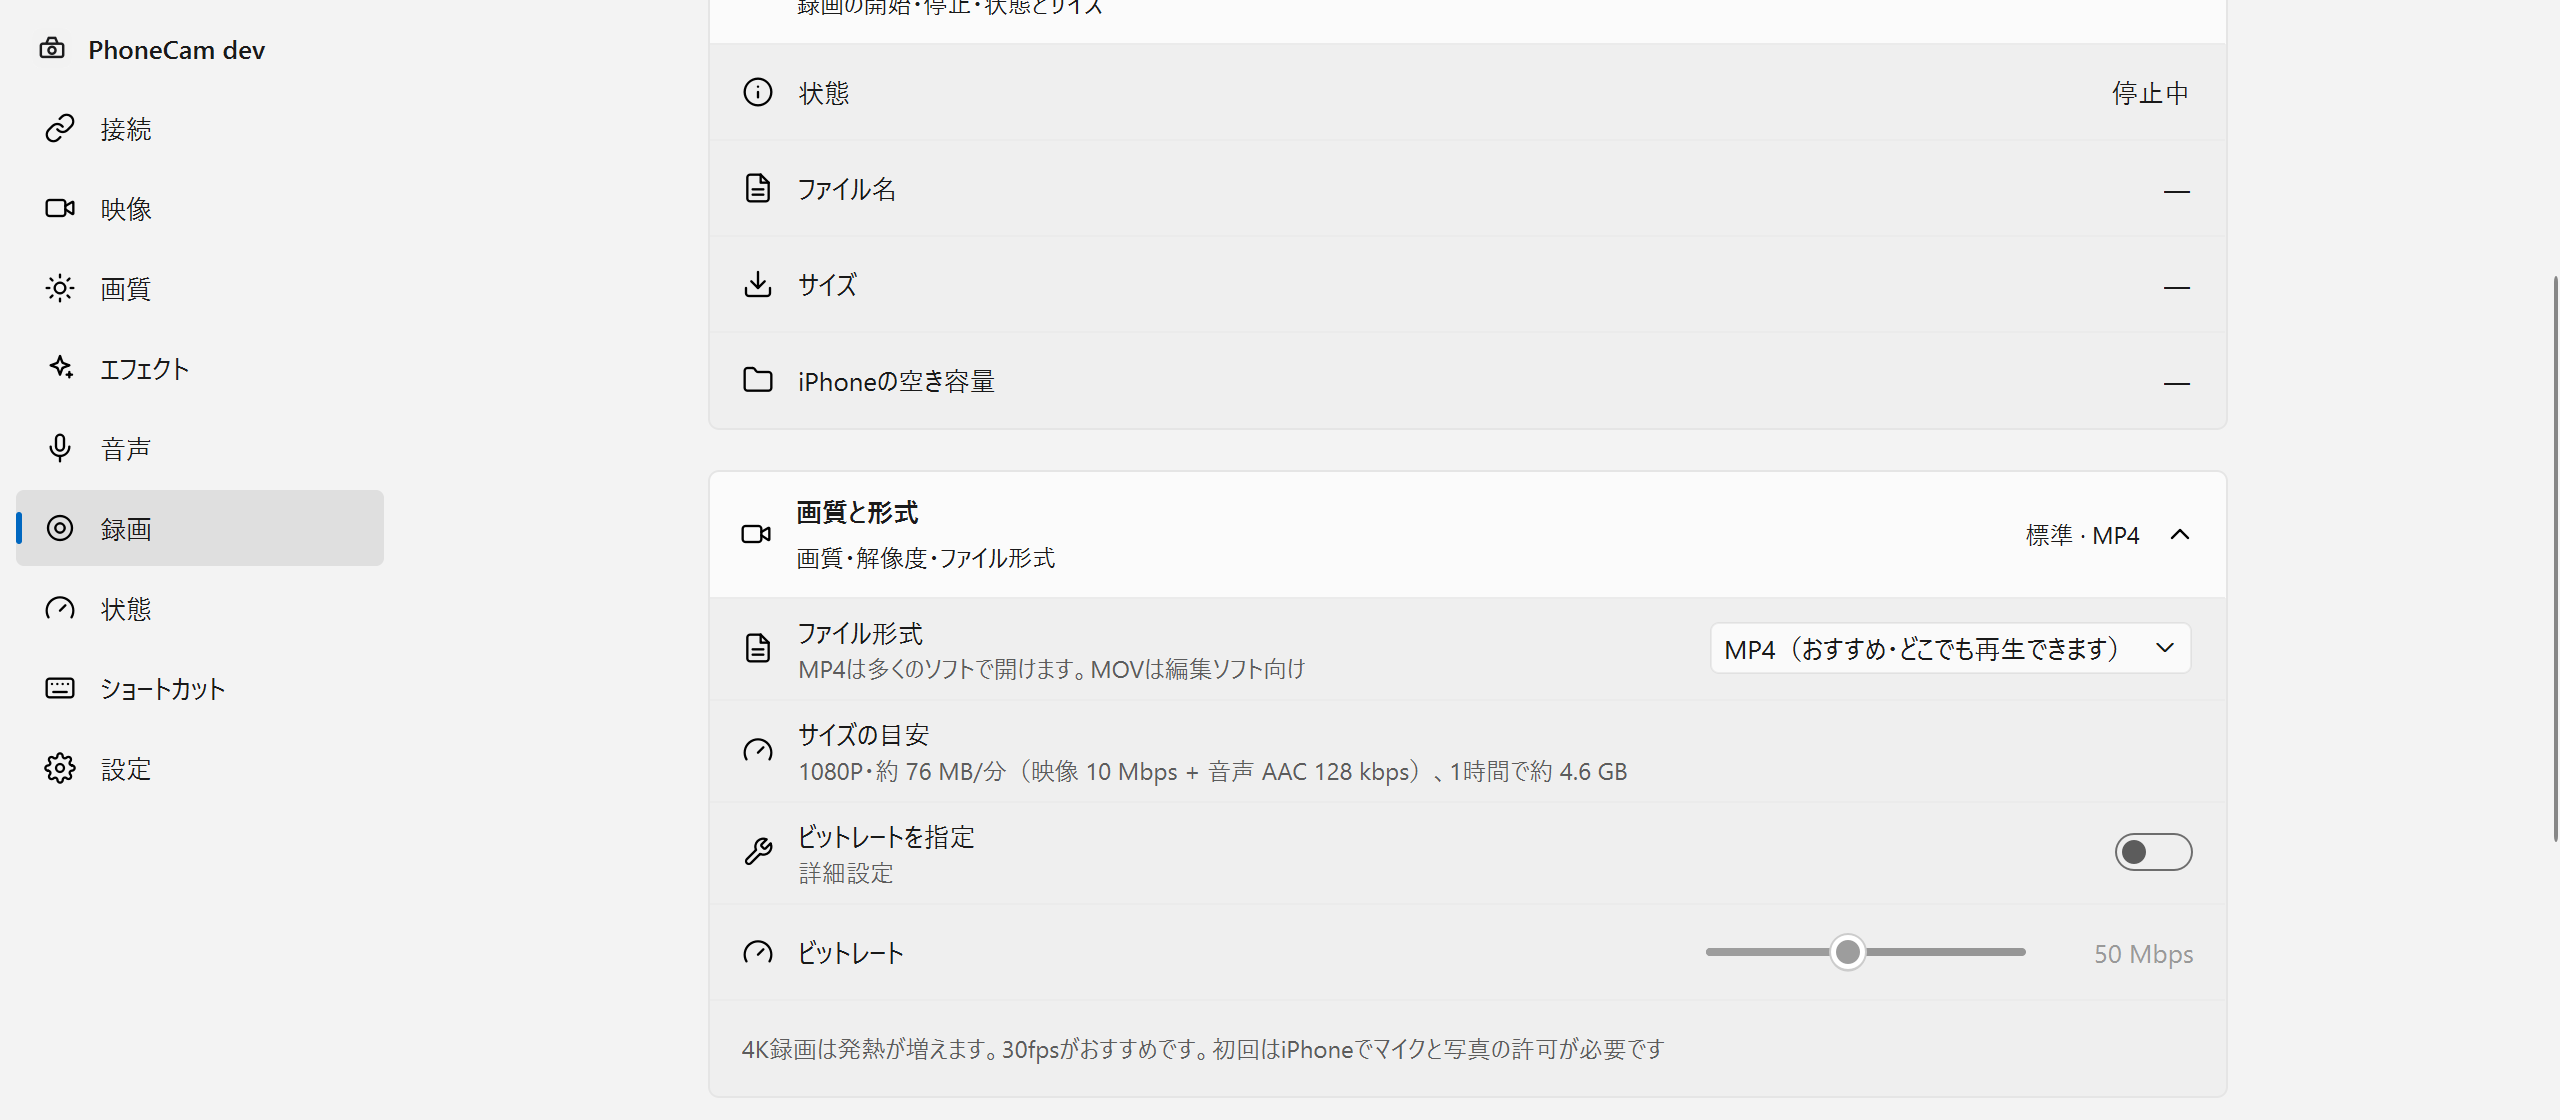 PhoneCam dev
接続
映像
画質
エフェクト
音声
録画
状態
ショートカット
設定
録画の開始・停止・状態とサイズ
状態
停止中
ファイル名
—
サイズ
—
iPhoneの空き容量
—
画質と形式
画質・解像度・ファイル形式
標準 · MP4
ファイル形式
MP4は多くのソフトで開けます。MOVは編集ソフト向け
MP4（おすすめ・どこでも再生できます）
サイズの目安
1080P・約 76 MB/分（映像 10 Mbps + 音声 AAC 128 kbps）、1時間で約 4.6 GB
ビットレートを指定
詳細設定
ビットレート
50 Mbps
4K録画は発熱が増えます。30fpsがおすすめです。初回はiPhoneでマイクと写真の許可が必要です